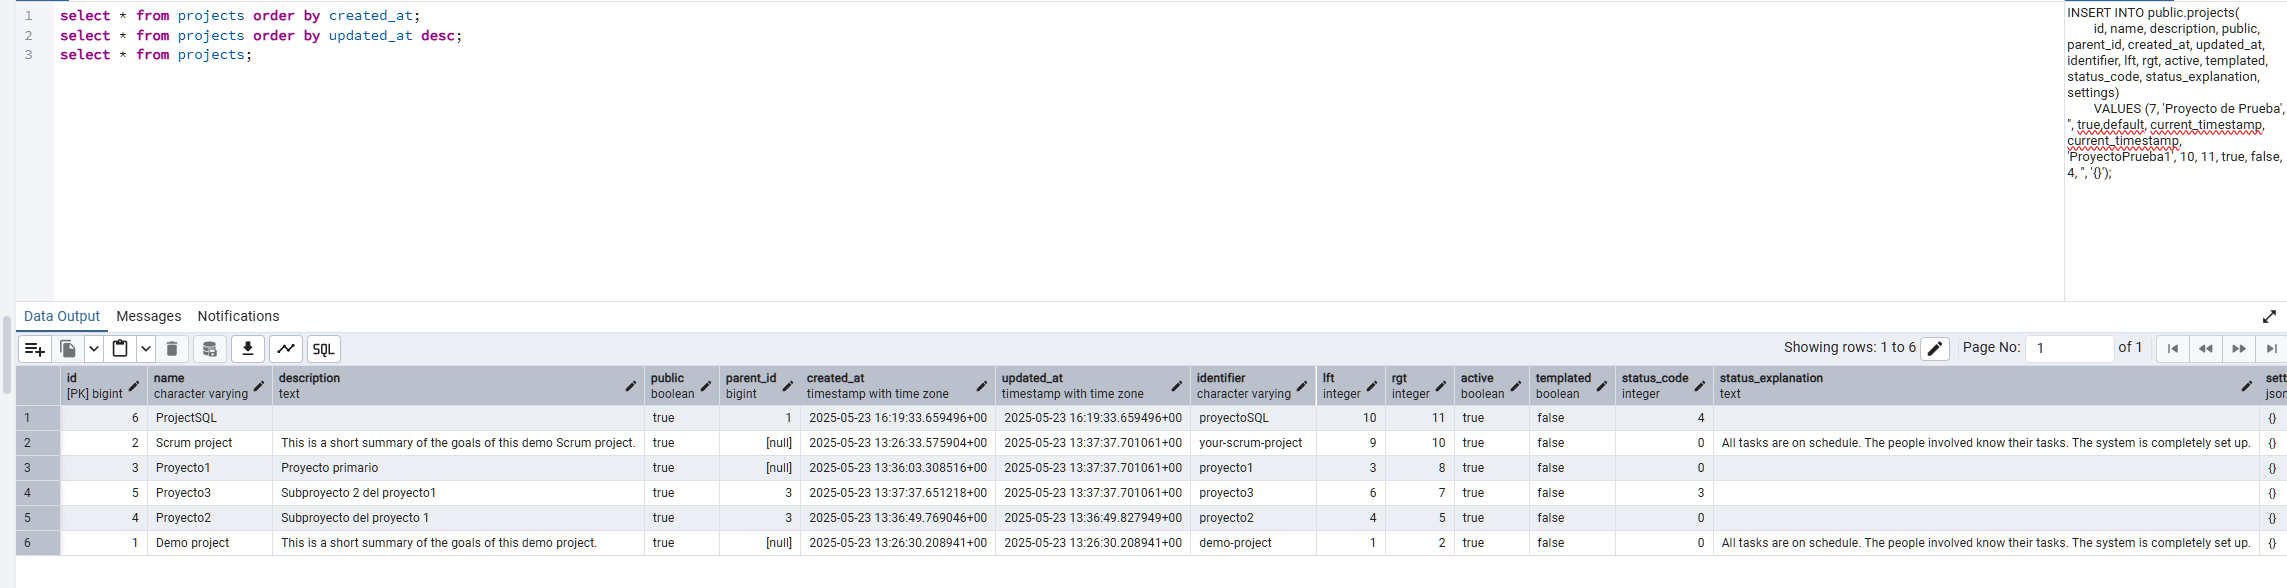 1 select * from projects order by created_at;
2 select * from projects order by updated_at desc;
3 select * from projects;
INSERT INTO public.projects(
id, name, description, public,
parent_id, created_at, updated_at,
identifier, lft, rgt, active, templated,
status_code, status_explanation,
settings)
VALUES (7, 'Proyecto de Prueba',
'', true,default, current_timestamp,
current_timestamp,
'ProyectoPrueba1', 10, 11, true, false,
4, '', '{}');
Data Output Messages Notifications
SQL Showing rows: 1 to 6 Page No: 1 of 1
id name description public parent_id created_at updated_at identifier lft rgt active templated status_code status_explanation sett
[PK] bigint character varying text boolean bigint timestamp with time zone timestamp with time zone character varying integer integer boolean boolean integer text json
1 6 ProjectSQL true 1 2025-05-23 16:19:33.659496+00 2025-05-23 16:19:33.659496+00 proyectoSQL 10 11 true false 4 {}
2 2 Scrum project This is a short summary of the goals of this demo Scrum project. true [null] 2025-05-23 13:26:33.575904+00 2025-05-23 13:37:37.701061+00 your-scrum-project 9 10 true false 0 All tasks are on schedule. The people involved know their tasks. The system is completely set up. {}
3 3 Proyecto1 Proyecto primario true [null] 2025-05-23 13:36:03.308516+00 2025-05-23 13:37:37.701061+00 proyecto1 3 8 true false 0 {}
4 5 Proyecto3 Subproyecto 2 del proyecto1 true 3 2025-05-23 13:37:37.651218+00 2025-05-23 13:37:37.701061+00 proyecto3 6 7 true false 3 {}
5 4 Proyecto2 Subproyecto del proyecto 1 true 3 2025-05-23 13:36:49.769046+00 2025-05-23 13:36:49.827949+00 proyecto2 4 5 true false 0 {}
6 1 Demo project This is a short summary of the goals of this demo project. true [null] 2025-05-23 13:26:30.208941+00 2025-05-23 13:26:30.208941+00 demo-project 1 2 true false 0 All tasks are on schedule. The people involved know their tasks. The system is completely set up. {}